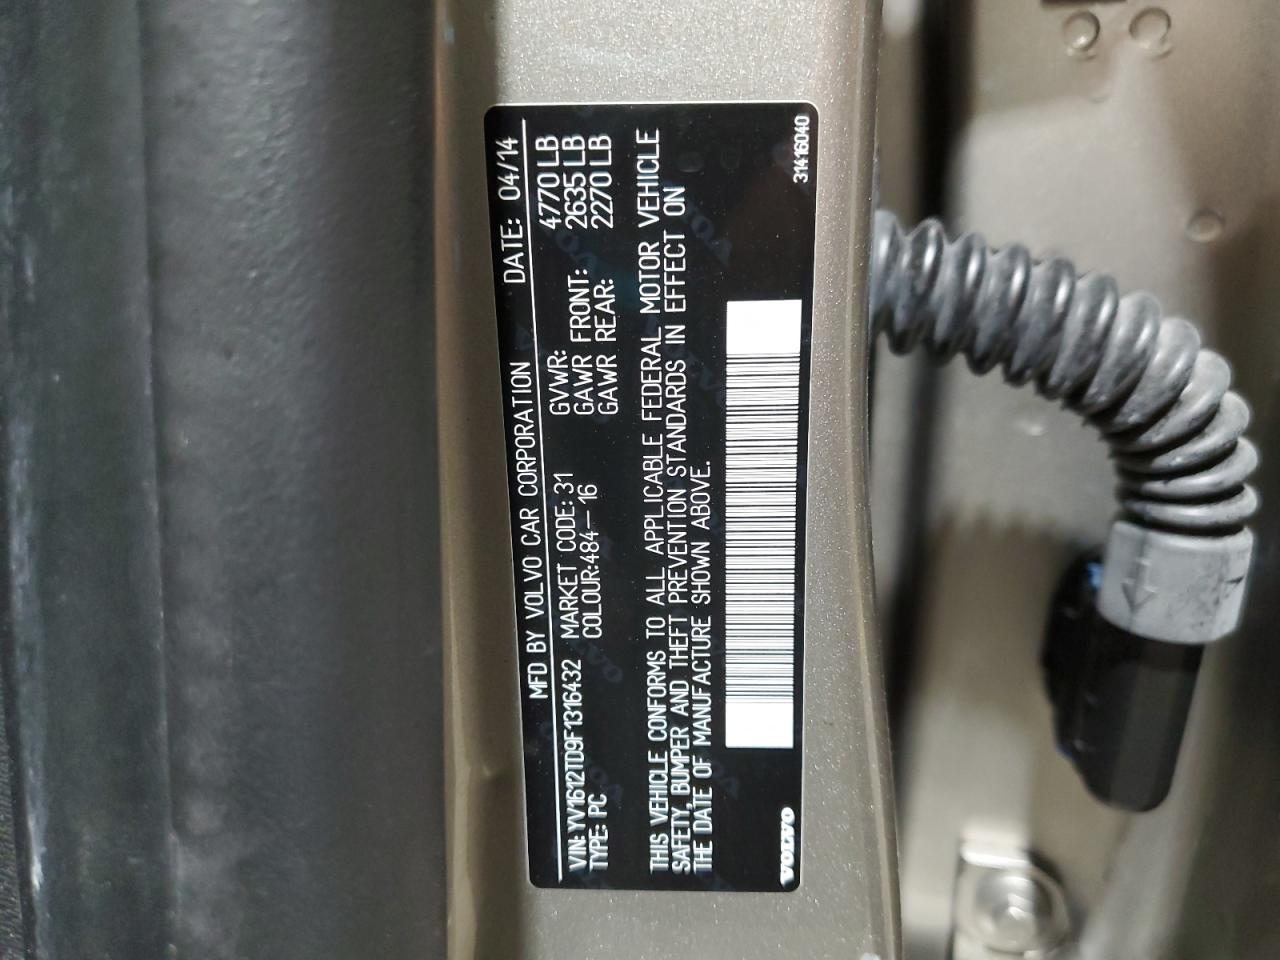 MFD BY VOLVO CAR CORPORATION DATE: 04/14
VIN: YV1612TD9F1316432 MARKET CODE: 31 GVWR: 4770 LB
TYPE: PC COLOUR:484-16 GAWR FRONT: 2635 LB
GAWR REAR: 2270 LB
THIS VEHICLE CONFORMS TO ALL APPLICABLE FEDERAL MOTOR VEHICLE
SAFETY, BUMPER AND THEFT PREVENTION STANDARDS IN EFFECT ON
THE DATE OF MANUFACTURE SHOWN ABOVE.
VOLVO 31416040